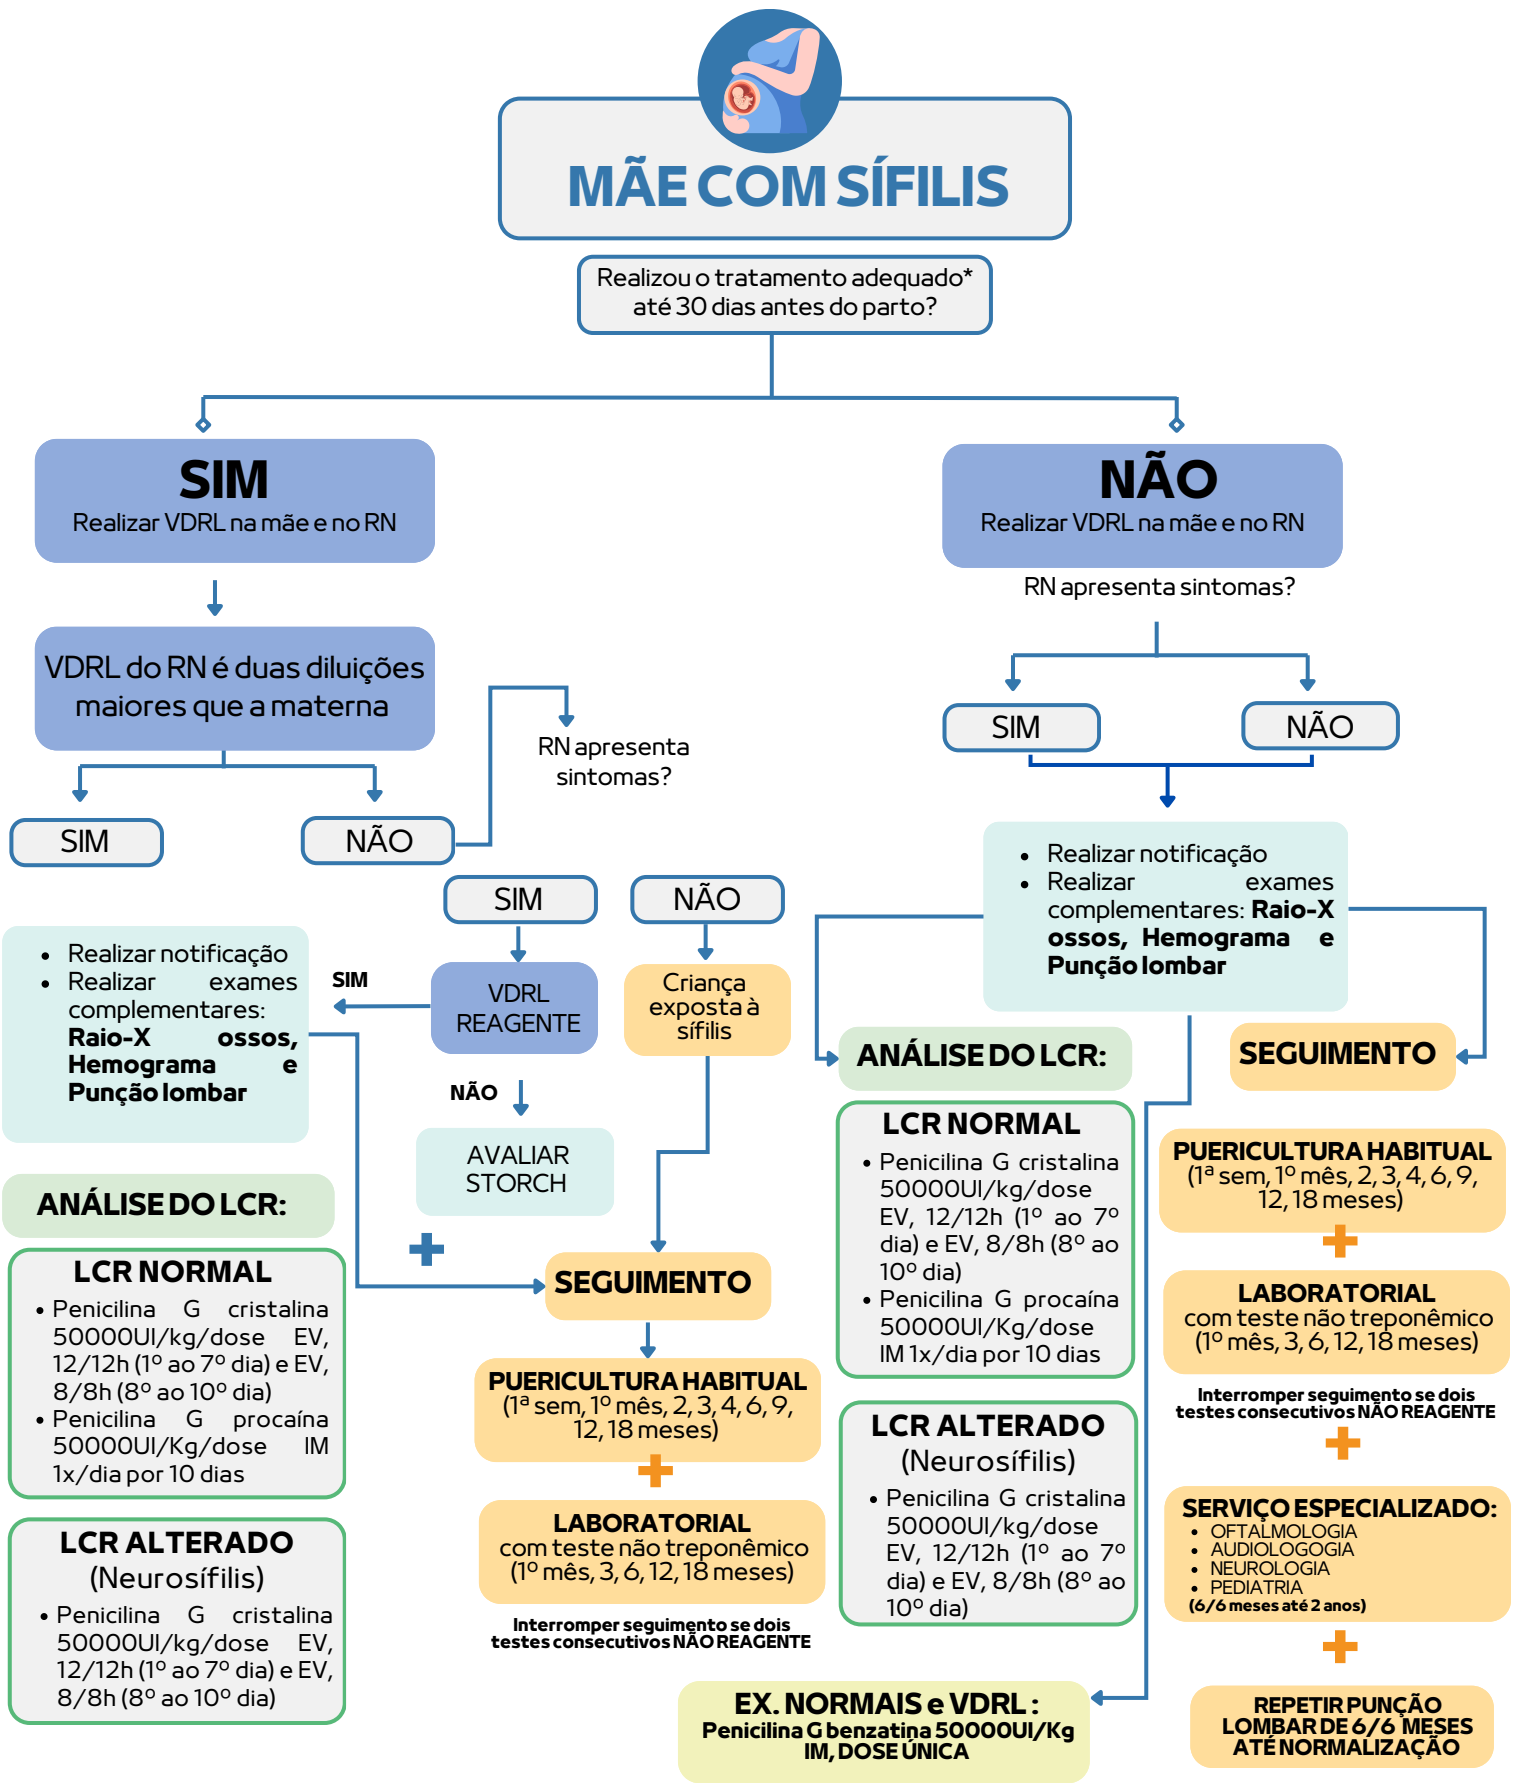 MÃE COM SÍFILIS
Realizou o tratamento adequado*
até 30 dias antes do parto?
SIM
Realizar VDRL na mãe e no RN
VDRL do RN é duas diluições
maiores que a materna
SIM
NÃO
RN apresenta
sintomas?
SIM
NÃO
VDRL
REAGENTE
SIM
NÃO
AVALIAR
STORCH
Criança
exposta à
sífilis
• Realizar notificação
• Realizar exames
complementares:
Raio-X ossos,
Hemograma e
Punção lombar
ANÁLISE DO LCR:
LCR NORMAL
• Penicilina G cristalina
50000UI/kg/dose EV,
12/12h (1º ao 7º dia) e EV,
8/8h (8º ao 10º dia)
• Penicilina G procaína
50000UI/Kg/dose IM
1x/dia por 10 dias
LCR ALTERADO
(Neurosífilis)
• Penicilina G cristalina
50000UI/kg/dose EV,
12/12h (1º ao 7º dia) e EV,
8/8h (8º ao 10º dia)
SEGUIMENTO
PUERICULTURA HABITUAL
(1ª sem, 1º mês, 2, 3, 4, 6, 9,
12, 18 meses)
LABORATORIAL
com teste não treponêmico
(1º mês, 3, 6, 12, 18 meses)
Interromper seguimento se dois
testes consecutivos NÃO REAGENTE
NÃO
Realizar VDRL na mãe e no RN
RN apresenta sintomas?
SIM
NÃO
• Realizar notificação
• Realizar exames
complementares: Raio-X
ossos, Hemograma e
Punção lombar
ANÁLISE DO LCR:
LCR NORMAL
• Penicilina G cristalina
50000UI/kg/dose
EV, 12/12h (1º ao 7º
dia) e EV, 8/8h (8º ao
10º dia)
• Penicilina G procaína
50000UI/Kg/dose
IM 1x/dia por 10 dias
LCR ALTERADO
(Neurosífilis)
• Penicilina G cristalina
50000UI/kg/dose
EV, 12/12h (1º ao 7º
dia) e EV, 8/8h (8º ao
10º dia)
EX. NORMAIS e VDRL :
Penicilina G benzatina 50000UI/Kg
IM, DOSE ÚNICA
SEGUIMENTO
PUERICULTURA HABITUAL
(1ª sem, 1º mês, 2, 3, 4, 6, 9,
12, 18 meses)
LABORATORIAL
com teste não treponêmico
(1º mês, 3, 6, 12, 18 meses)
Interromper seguimento se dois
testes consecutivos NÃO REAGENTE
SERVIÇO ESPECIALIZADO:
• OFTALMOLOGIA
• AUDIOLOGOGIA
• NEUROLOGIA
• PEDIATRIA
(6/6 meses até 2 anos)
REPETIR PUNÇÃO
LOMBAR DE 6/6 MESES
ATÉ NORMALIZAÇÃO